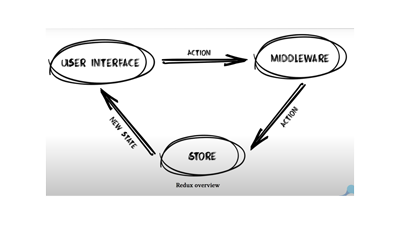 ACTION
USER INTERFACE
MIDDLEWARE
ACTION
NEW STATE
STORE
Redux overview